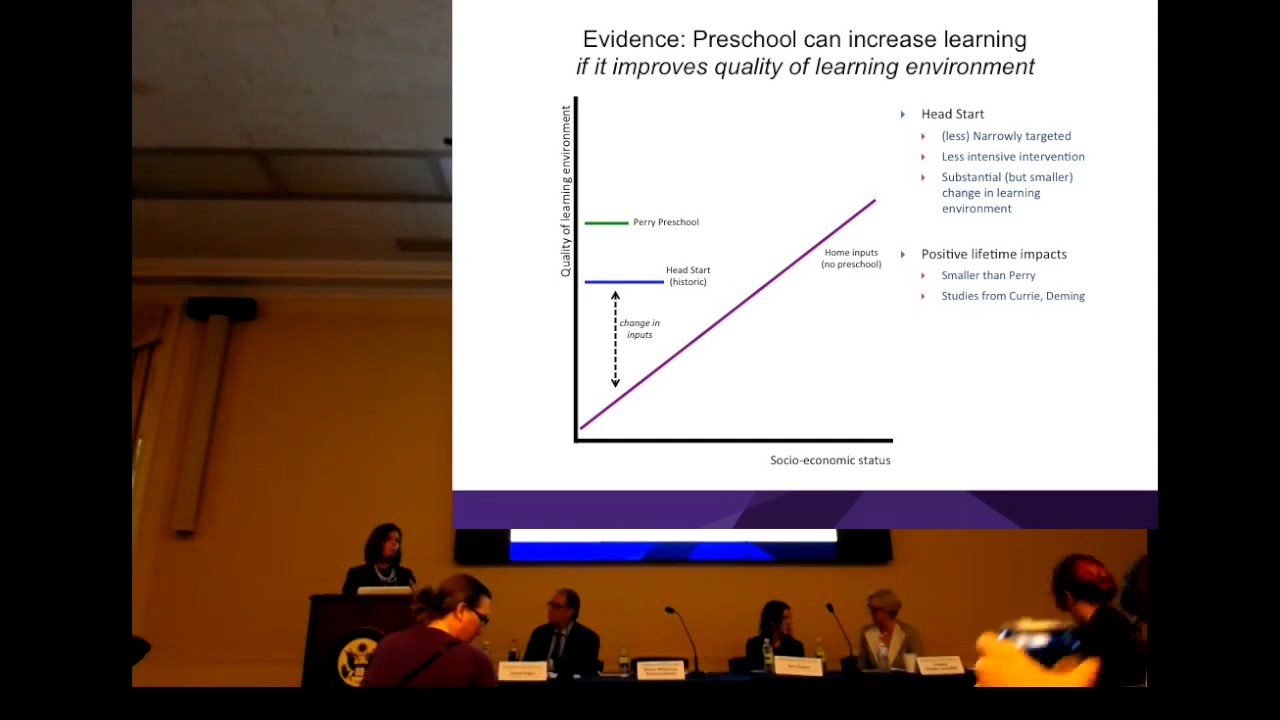 Evidence: Preschool can increase learning
if it improves quality of learning environment
Quality of learning environment
Perry Preschool
Head Start
(historic)
change in
inputs
Home inputs
(no preschool)
Socio-economic status
Head Start
(less) Narrowly targeted
Less intensive intervention
Substantial (but smaller)
change in learning
environment
Positive lifetime impacts
Smaller than Perry
Studies from Currie, Deming